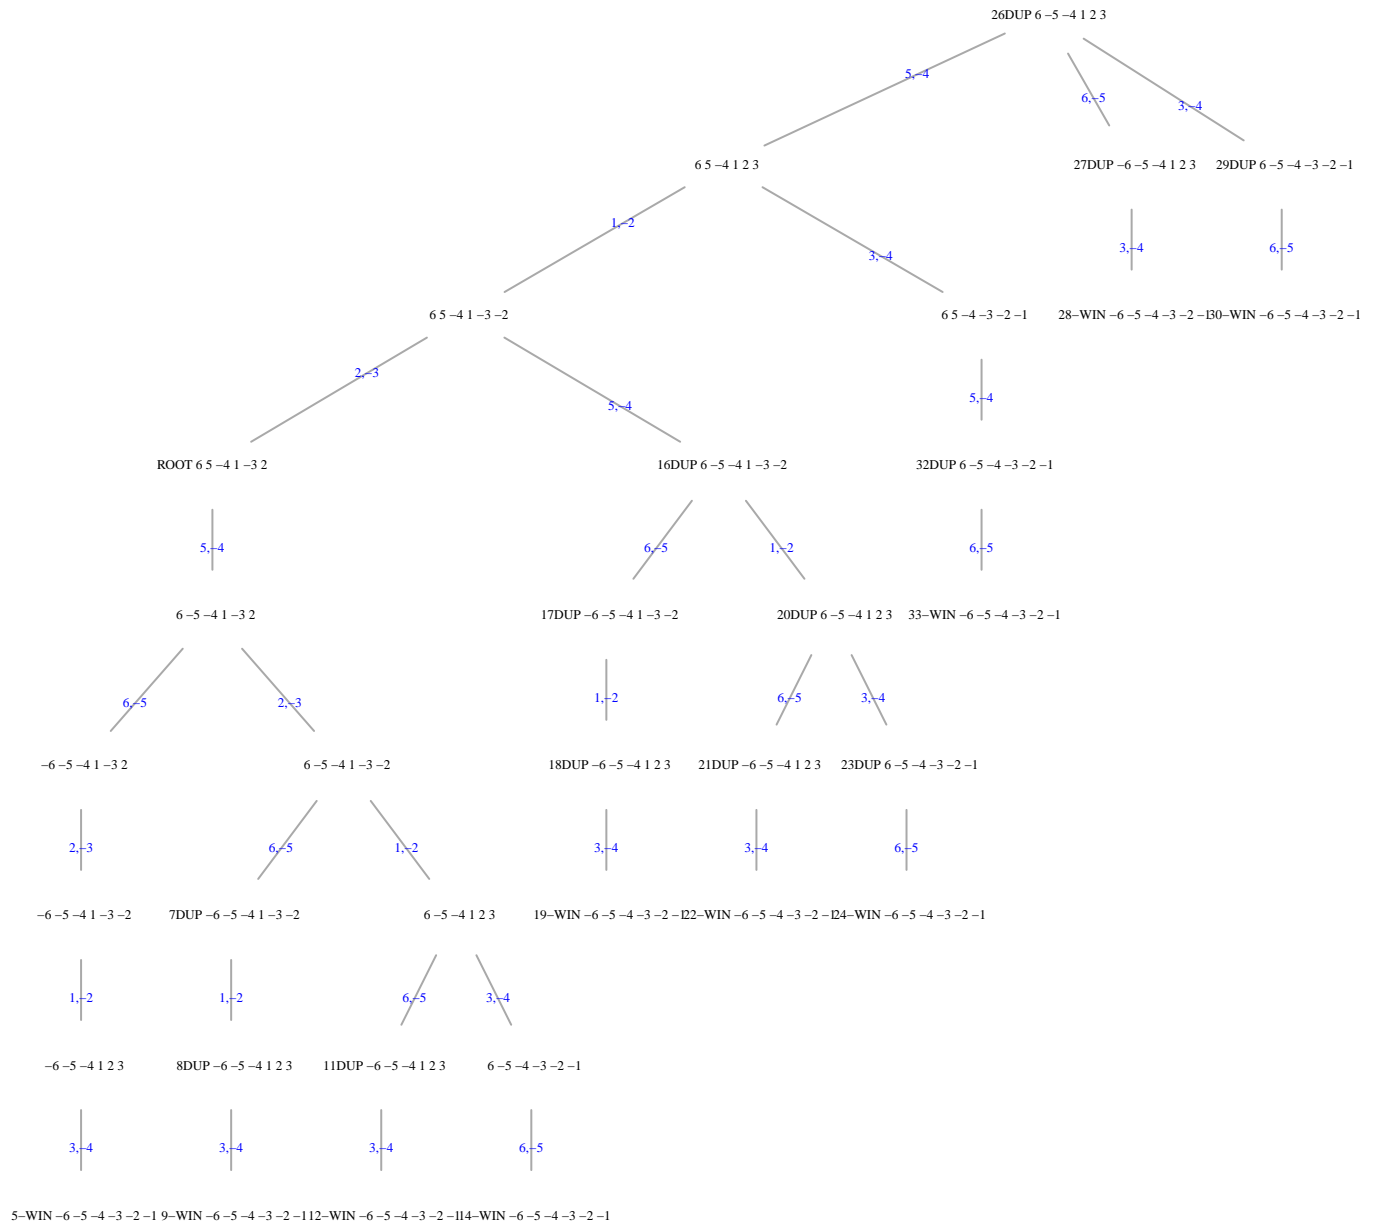 26DUP 6 –5 –4 1 2 3
5,–4
6,–5
3,–4
6 5 –4 1 2 3
27DUP –6 –5 –4 1 2 3
29DUP 6 –5 –4 –3 –2 –1
1,–2
3,–4
3,–4
6,–5
6 5 –4 1 –3 –2
6 5 –4 –3 –2 –1
28–WIN –6 –5 –4 –3 –2 –1
30–WIN –6 –5 –4 –3 –2 –1
2,–3
5,–4
5,–4
ROOT 6 5 –4 1 –3 2
16DUP 6 –5 –4 1 –3 –2
32DUP 6 –5 –4 –3 –2 –1
5,–4
6,–5
1,–2
6,–5
6 –5 –4 1 –3 2
17DUP –6 –5 –4 1 –3 –2
20DUP 6 –5 –4 1 2 3
33–WIN –6 –5 –4 –3 –2 –1
6,–5
2,–3
1,–2
6,–5
3,–4
–6 –5 –4 1 –3 2
6 –5 –4 1 –3 –2
18DUP –6 –5 –4 1 2 3
21DUP –6 –5 –4 1 2 3
23DUP 6 –5 –4 –3 –2 –1
2,–3
6,–5
1,–2
3,–4
3,–4
6,–5
–6 –5 –4 1 –3 –2
7DUP –6 –5 –4 1 –3 –2
6 –5 –4 1 2 3
19–WIN –6 –5 –4 –3 –2 –1
22–WIN –6 –5 –4 –3 –2 –1
24–WIN –6 –5 –4 –3 –2 –1
1,–2
1,–2
6,–5
3,–4
–6 –5 –4 1 2 3
8DUP –6 –5 –4 1 2 3
11DUP –6 –5 –4 1 2 3
6 –5 –4 –3 –2 –1
3,–4
3,–4
3,–4
6,–5
5–WIN –6 –5 –4 –3 –2 –1
9–WIN –6 –5 –4 –3 –2 –1
12–WIN –6 –5 –4 –3 –2 –1
14–WIN –6 –5 –4 –3 –2 –1